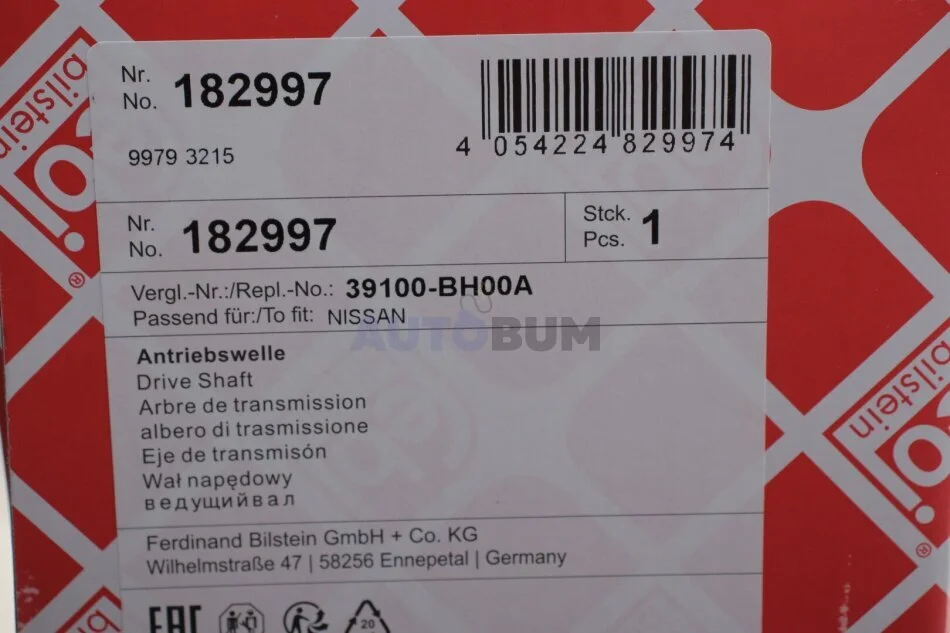 Nr.
No. 182997
4 054224 829974
9979 3215
Nr.
No. 182997
Stck.
Pcs. 1
Vergl.-Nr.:/Repl.-No.: 39100-BH00A
Passend für:/To fit: NISSAN
AUTOBUM
Antriebswelle
Drive Shaft
Arbre de transmission
albero di trasmissione
Eje de transmisón
Wał napędowy
ведущийвал
Ferdinand Bilstein GmbH + Co. KG
Wilhelmstraße 47 | 58256 Ennepetal | Germany
EAC
20
bilstein
bilstein